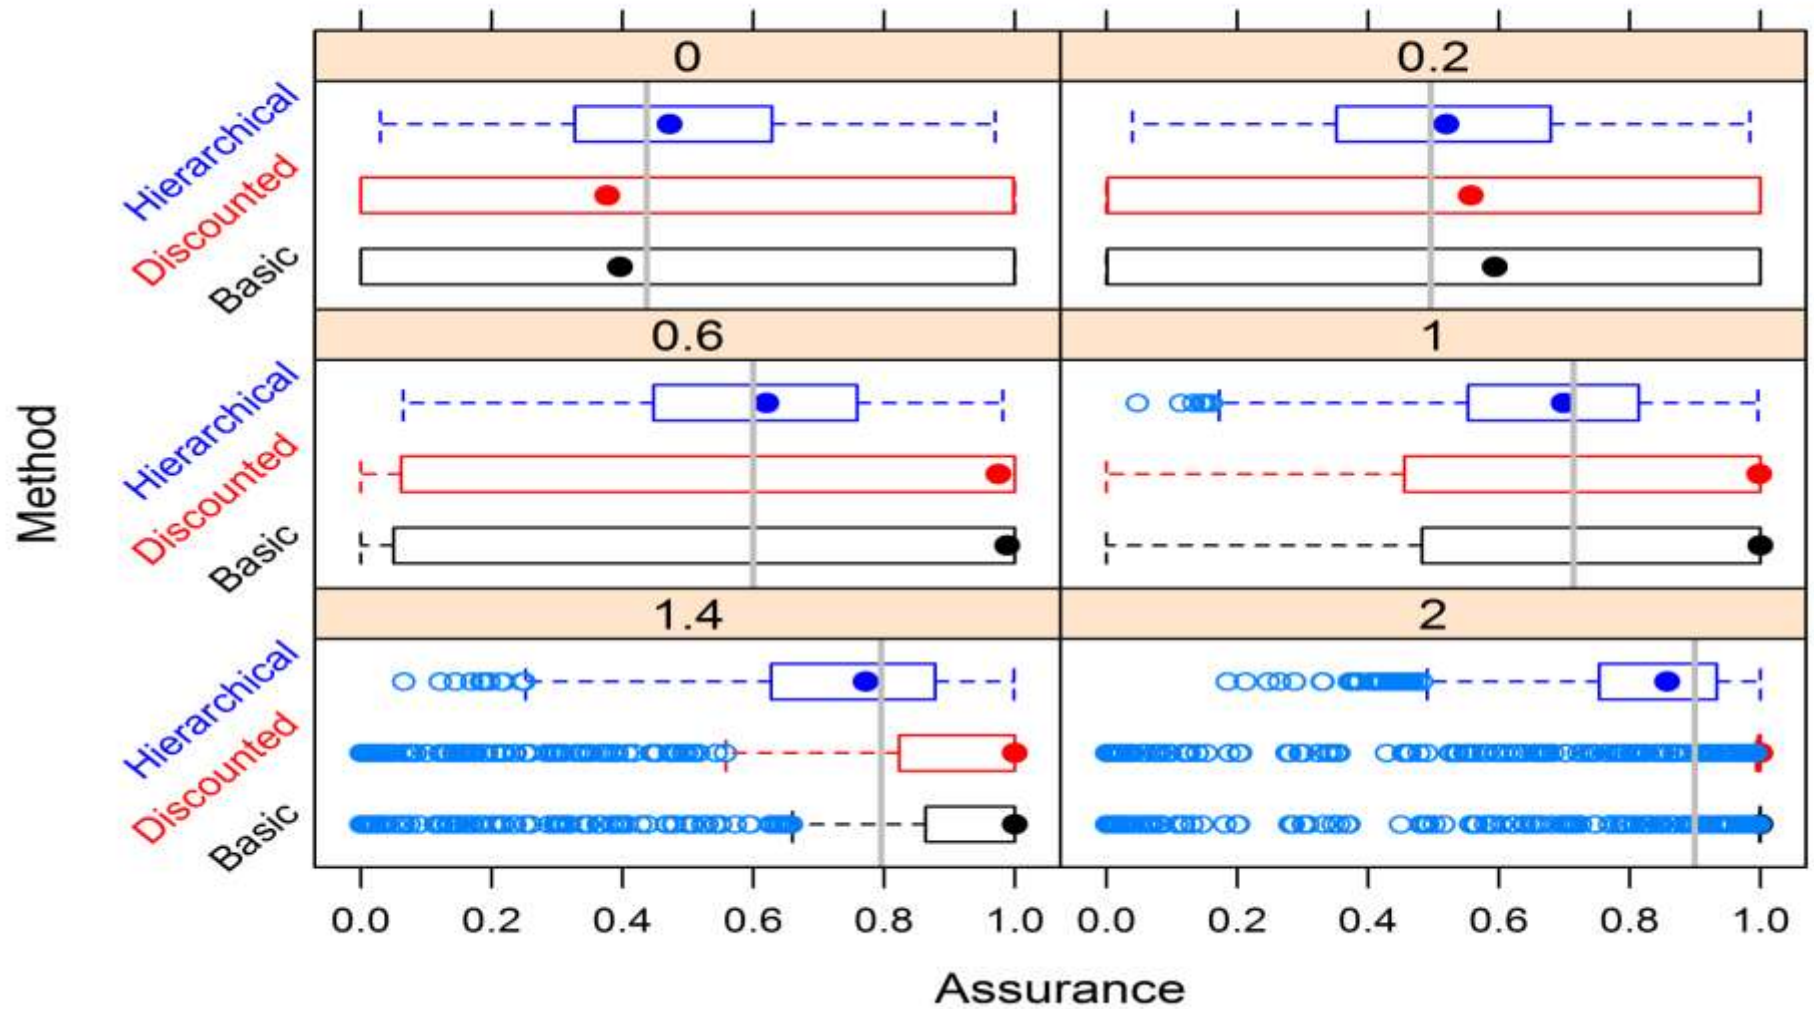 0
0.2
Hierarchical
Discounted
Basic
0.6
1
Hierarchical
Discounted
Basic
Method
1.4
2
Hierarchical
Discounted
Basic
0.0 0.2 0.4 0.6 0.8 1.0 0.0 0.2 0.4 0.6 0.8 1.0
Assurance